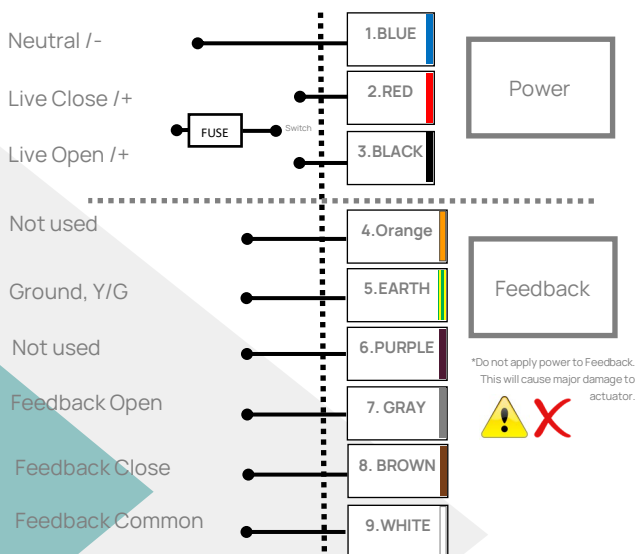 Neutral /-
1.BLUE
Live Close /+
2.RED
Power
FUSE
Switch
Live Open /+
3.BLACK
Not used
4.Orange
Ground, Y/G
5.EARTH
Feedback
Not used
6.PURPLE
*Do not apply power to Feedback.
This will cause major damage to
actuator.
Feedback Open
7. GRAY
Feedback Close
8. BROWN
Feedback Common
9.WHITE